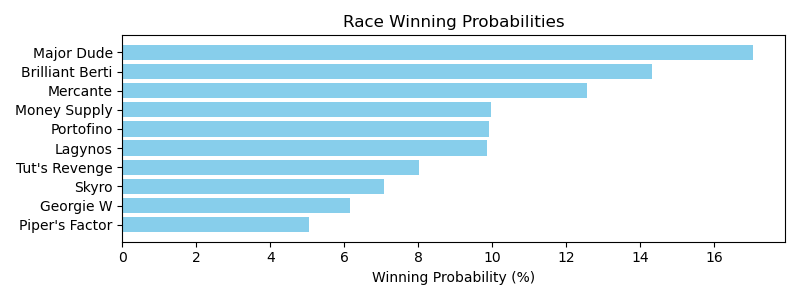 Race Winning Probabilities
Major Dude
Brilliant Berti
Mercante
Money Supply
Portofino
Lagynos
Tut's Revenge
Skyro
Georgie W
Piper's Factor
0 2 4 6 8 10 12 14 16
Winning Probability (%)